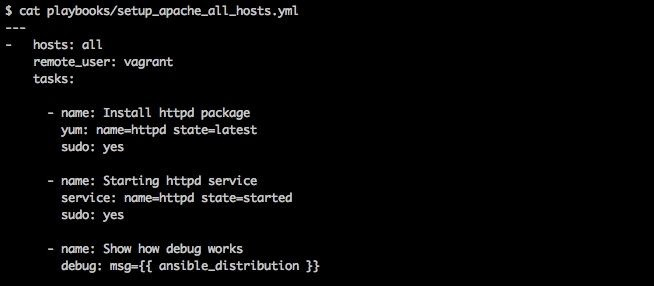 $ cat playbooks/setup_apache_all_hosts.yml
---
-   hosts: all
    remote_user: vagrant
    tasks:

      - name: Install httpd package
        yum: name=httpd state=latest
        sudo: yes

      - name: Starting httpd service
        service: name=httpd state=started
        sudo: yes

      - name: Show how debug works
        debug: msg={{ ansible_distribution }}